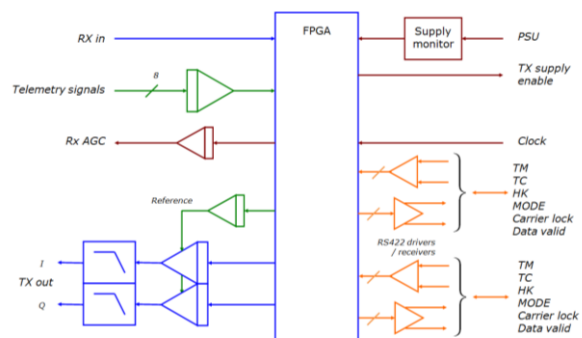 FPGA
RX in
Supply
monitor
PSU
TX supply
enable
Telemetry signals
8
Rx AGC
Clock
TM
TC
HK
MODE
Carrier lock
Data valid
Reference
RS422 drivers
/ receivers
I
TX out
Q
TM
TC
HK
MODE
Carrier lock
Data valid